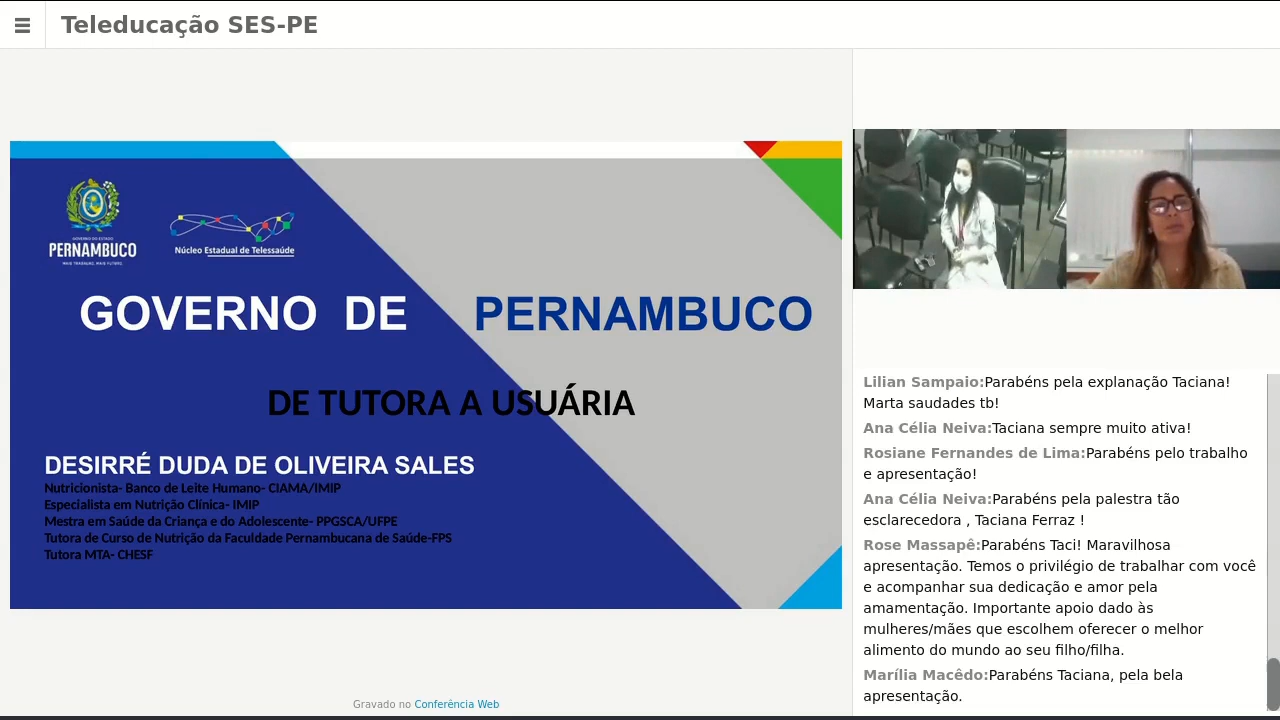 Teleducação SES-PE
GOVERNO DO ESTADO
PERNAMBUCO
MAIS TRABALHO, MAIS FUTURO.
Núcleo Estadual de Telessaúde
GOVERNO DE PERNAMBUCO
DE TUTORA A USUÁRIA
DESIRRÉ DUDA DE OLIVEIRA SALES
Nutricionista- Banco de Leite Humano- CIAMA/IMIP
Especialista em Nutrição Clínica- IMIP
Mestra em Saúde da Criança e do Adolescente- PPGSCA/UFPE
Tutora de Curso de Nutrição da Faculdade Pernambucana de Saúde-FPS
Tutora MTA- CHESF
Gravado no Conferência Web
Lilian Sampaio:Parabéns pela explanação Taciana!
Marta saudades tb!
Ana Célia Neiva:Taciana sempre muito ativa!
Rosiane Fernandes de Lima:Parabéns pelo trabalho
e apresentação!
Ana Célia Neiva:Parabéns pela palestra tão
esclarecedora , Taciana Ferraz !
Rose Massapê:Parabéns Taci! Maravilhosa
apresentação. Temos o privilégio de trabalhar com você
e acompanhar sua dedicação e amor pela
amamentação. Importante apoio dado às
mulheres/mães que escolhem oferecer o melhor
alimento do mundo ao seu filho/filha.
Marília Macêdo:Parabéns Taciana, pela bela
apresentação.